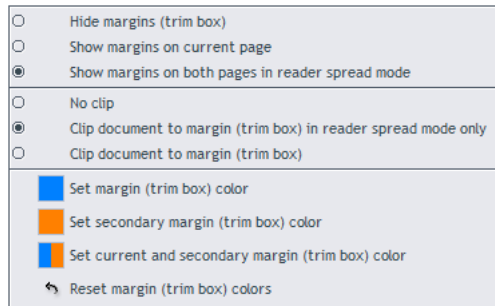 Hide margins (trim box)
Show margins on current page
Show margins on both pages in reader spread mode
No clip
Clip document to margin (trim box) in reader spread mode only
Clip document to margin (trim box)
Set margin (trim box) color
Set secondary margin (trim box) color
Set current and secondary margin (trim box) color
Reset margin (trim box) colors